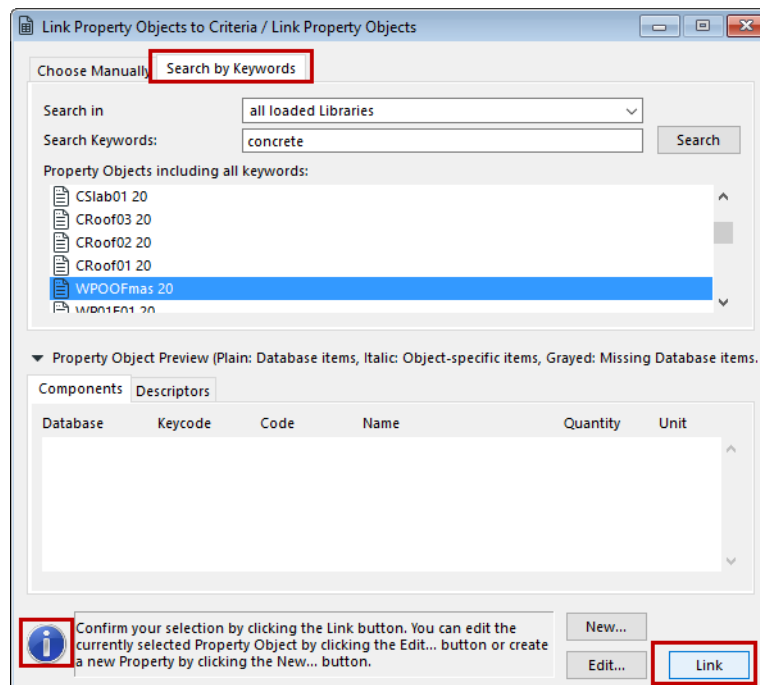 Link Property Objects to Criteria / Link Property Objects
Choose Manually
Search by Keywords
Search in
all loaded Libraries
Search Keywords:
concrete
Search
Property Objects including all keywords:
CSlab01 20
CRoof03 20
CRoof02 20
CRoof01 20
WPOOFmas 20
WP01F01 20
Property Object Preview (Plain: Database items, Italic: Object-specific items, Grayed: Missing Database items.
Components
Descriptors
Database Keycode Code Name Quantity Unit
Confirm your selection by clicking the Link button. You can edit the
currently selected Property Object by clicking the Edit... button or create
a new Property by clicking the New... button.
New...
Edit...
Link